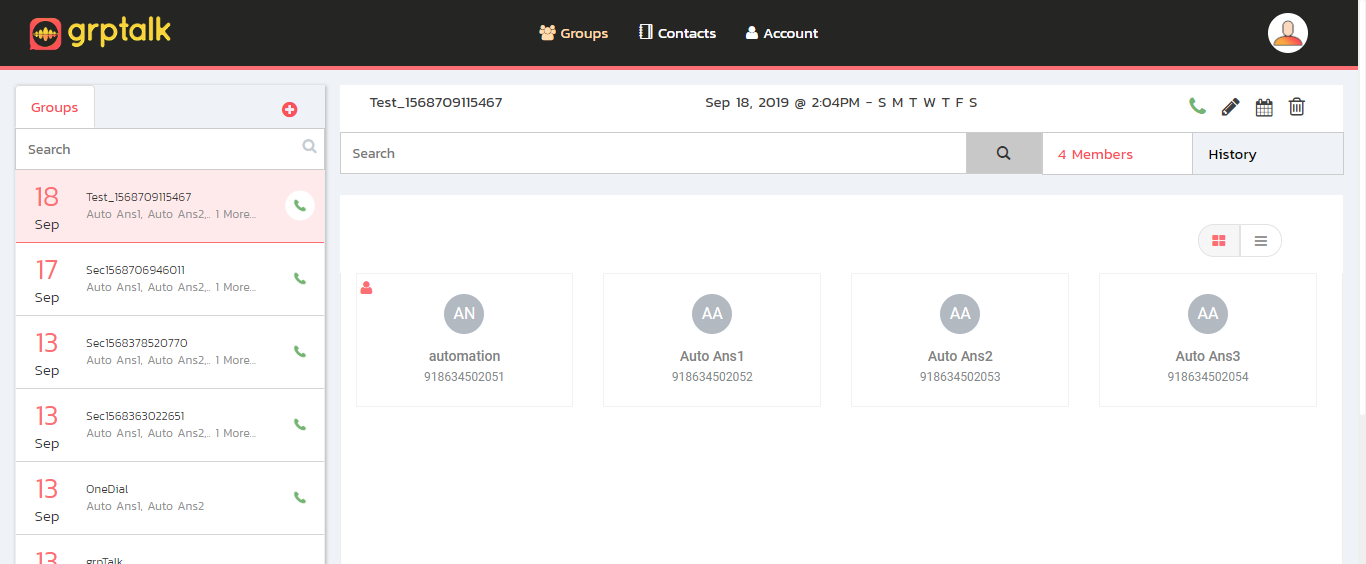 grptalk
Groups
Contacts
Account
Groups
Search
18
Sep
Test_1568709115467
Auto Ans1, Auto Ans2,.. 1 More...
17
Sep
Sec1568706946011
Auto Ans1, Auto Ans2,.. 1 More...
13
Sep
Sec1568378520770
Auto Ans1, Auto Ans2,.. 1 More...
13
Sep
Sec1568363022651
Auto Ans1, Auto Ans2,.. 1 More...
13
Sep
OneDial
Auto Ans1, Auto Ans2
13
grpTalk
Test_1568709115467
Sep 18, 2019 @ 2:04PM - S M T W T F S
Search
4 Members
History
AN
automation
918634502051
AA
Auto Ans1
918634502052
AA
Auto Ans2
918634502053
AA
Auto Ans3
918634502054